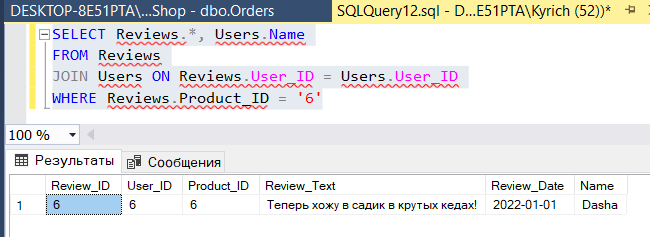 DESKTOP-8E51PTA\...Shop - dbo.Orders
SQLQuery12.sql - D...E51PTA\Kyrich (52))*
SELECT Reviews.*, Users.Name
FROM Reviews
JOIN Users ON Reviews.User_ID = Users.User_ID
WHERE Reviews.Product_ID = '6'
100 %
Результаты Сообщения
Review_ID User_ID Product_ID Review_Text Review_Date Name
1 6 6 6 Теперь хожу в садик в крутых кедах! 2022-01-01 Dasha